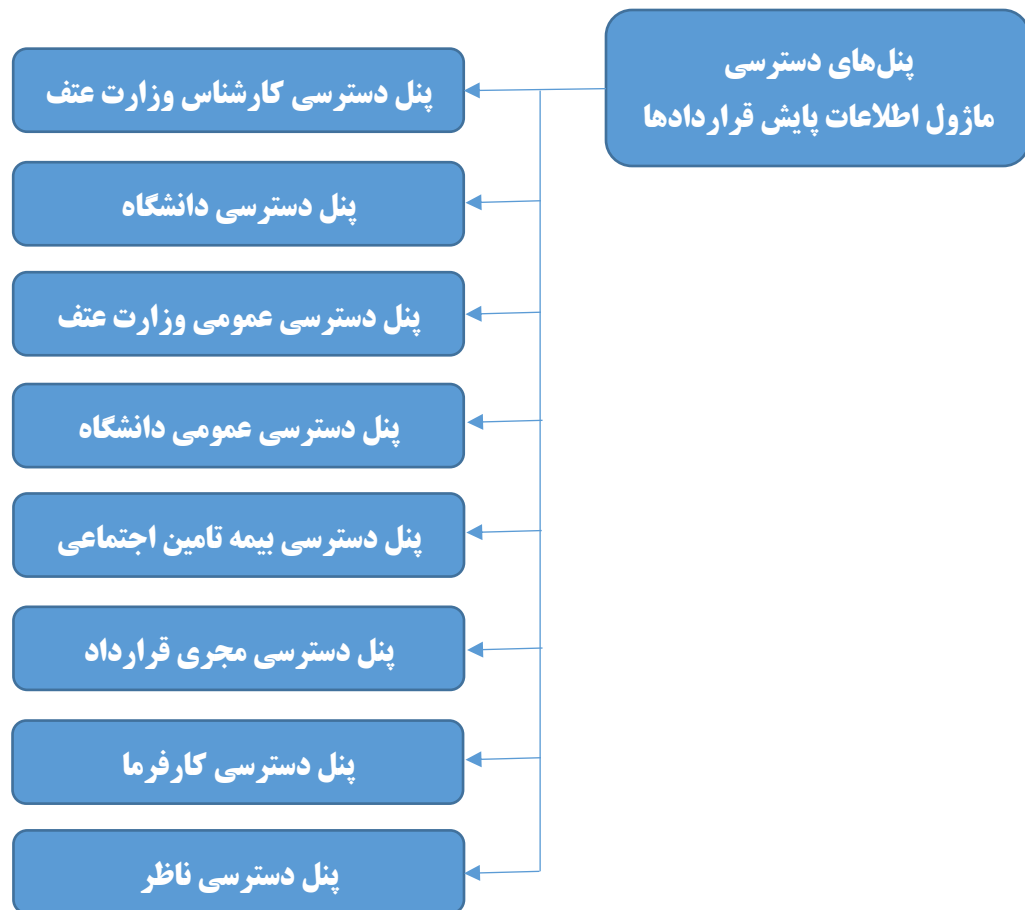 پنل‌های دسترسی
ماژول اطلاعات پایش قراردادها
پنل دسترسی کارشناس وزارت عتف
پنل دسترسی دانشگاه
پنل دسترسی عمومی وزارت عتف
پنل دسترسی عمومی دانشگاه
پنل دسترسی بیمه تامین اجتماعی
پنل دسترسی مجری قرارداد
پنل دسترسی کارفرما
پنل دسترسی ناظر